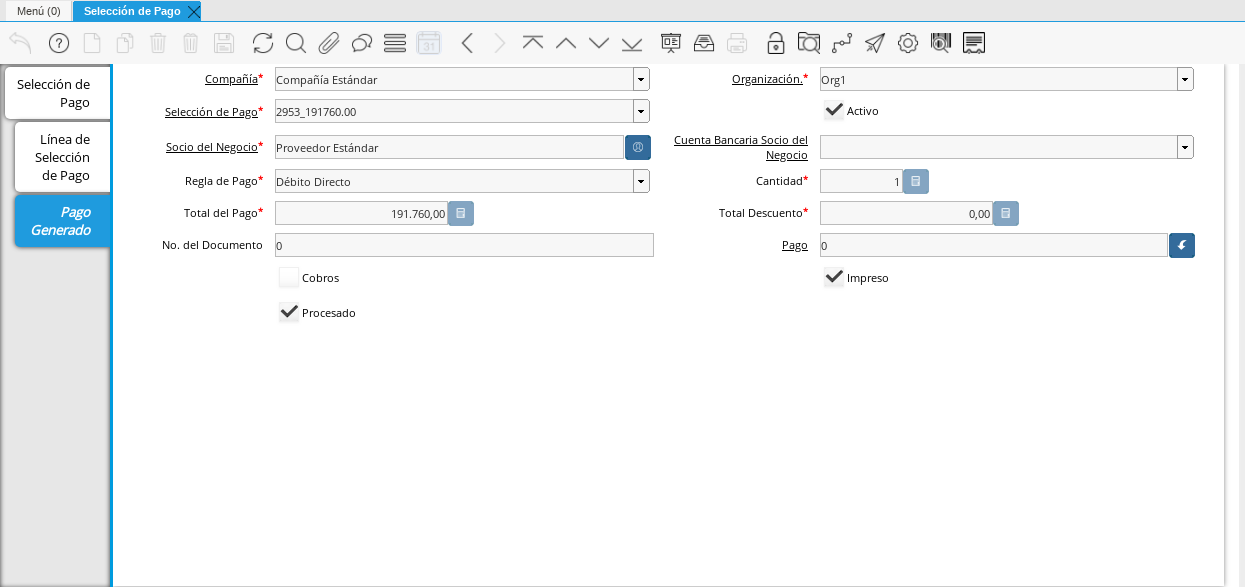 Menú (0)
Selección de Pago
31
Selección de
Pago
Línea de
Selección
de Pago
Pago
Generado
Compañía*
Compañía Estándar
Organización.*
Org1
Selección de Pago*
2953_191760.00
Activo
Socio del Negocio*
Proveedor Estándar
Cuenta Bancaria Socio del
Negocio
Regla de Pago*
Débito Directo
Cantidad*
1
Total del Pago*
191.760,00
Total Descuento*
0,00
No. del Documento
0
Pago
0
Cobros
Impreso
Procesado